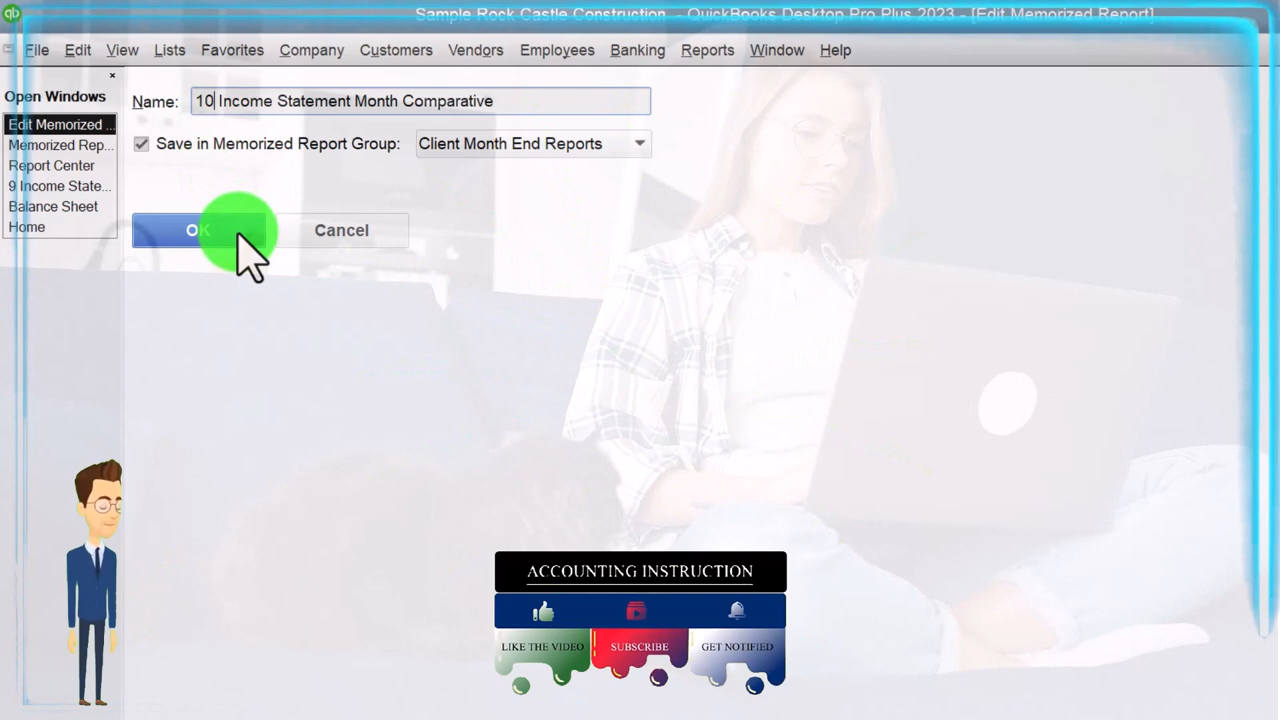 Sample Rock Castle Construction - QuickBooks Desktop Pro Plus 2023 - [Edit Memorized Report]
File Edit View Lists Favorites Company Customers Vendors Employees Banking Reports Window Help
Open Windows
Edit Memorized ...
Memorized Rep...
Report Center
9 Income State...
Balance Sheet
Home
Name: 10 Income Statement Month Comparative
Save in Memorized Report Group: Client Month End Reports
OK Cancel
ACCOUNTING INSTRUCTION
LIKE THE VIDEO SUBSCRIBE GET NOTIFIED